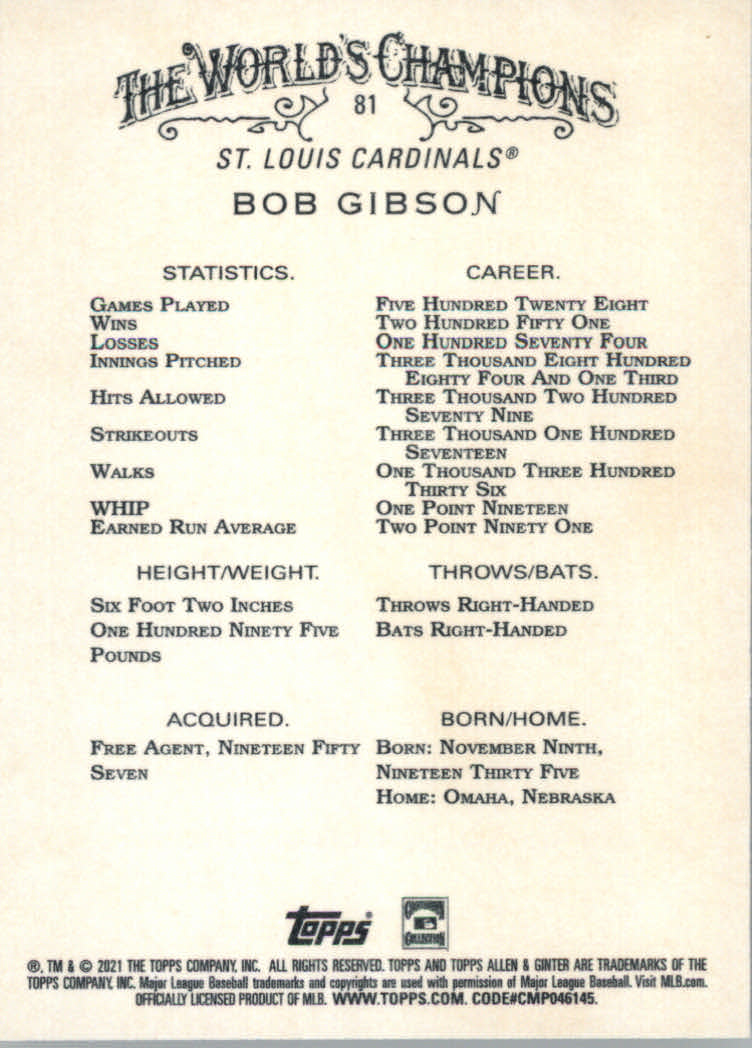 THE WORLD'S CHAMPIONS
81
ST. LOUIS CARDINALS®
BOB GIBSON
STATISTICS. CAREER.
GAMES PLAYED FIVE HUNDRED TWENTY EIGHT
WINS TWO HUNDRED FIFTY ONE
LOSSES ONE HUNDRED SEVENTY FOUR
INNINGS PITCHED THREE THOUSAND EIGHT HUNDRED
EIGHTY FOUR AND ONE THIRD
HITS ALLOWED THREE THOUSAND TWO HUNDRED
SEVENTY NINE
STRIKEOUTS THREE THOUSAND ONE HUNDRED
SEVENTEEN
WALKS ONE THOUSAND THREE HUNDRED
THIRTY SIX
WHIP ONE POINT NINETEEN
EARNED RUN AVERAGE TWO POINT NINETY ONE
HEIGHT/WEIGHT. THROWS/BATS.
SIX FOOT TWO INCHES THROWS RIGHT-HANDED
ONE HUNDRED NINETY FIVE BATS RIGHT-HANDED
POUNDS
ACQUIRED. BORN/HOME.
FREE AGENT, NINETEEN FIFTY BORN: NOVEMBER NINTH,
SEVEN NINETEEN THIRTY FIVE
HOME: OMAHA, NEBRASKA
topps® COOPERSTOWN
COLLECTION
®, TM & © 2021 THE TOPPS COMPANY, INC. ALL RIGHTS RESERVED. TOPPS AND TOPPS ALLEN & GINTER ARE TRADEMARKS OF THE
TOPPS COMPANY, INC. Major League Baseball trademarks and copyrights are used with permission of Major League Baseball. Visit MLB.com.
OFFICIALLY LICENSED PRODUCT OF MLB. WWW.TOPPS.COM. CODE#CMP046145.